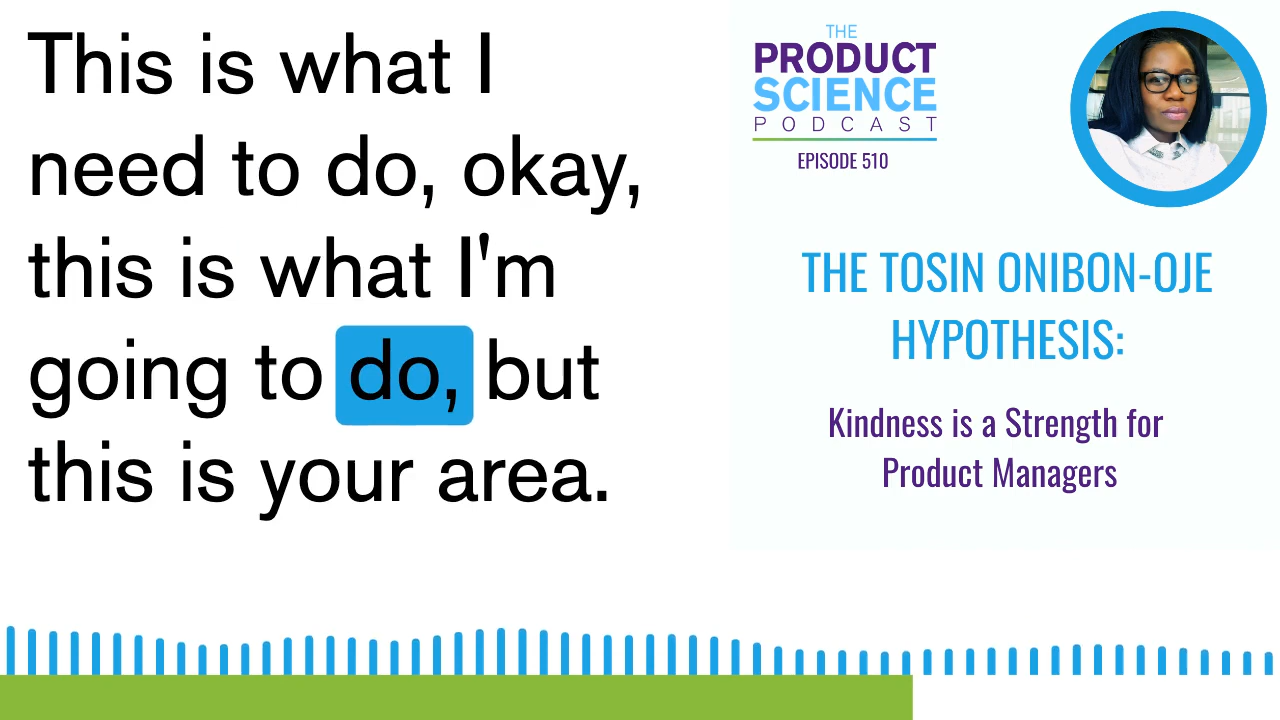 This is what I
need to do, okay,
this is what I'm
going to do, but
this is your area.
THE
PRODUCT
SCIENCE
PODCAST
EPISODE 510
THE TOSIN ONIBON-OJE
HYPOTHESIS:
Kindness is a Strength for
Product Managers